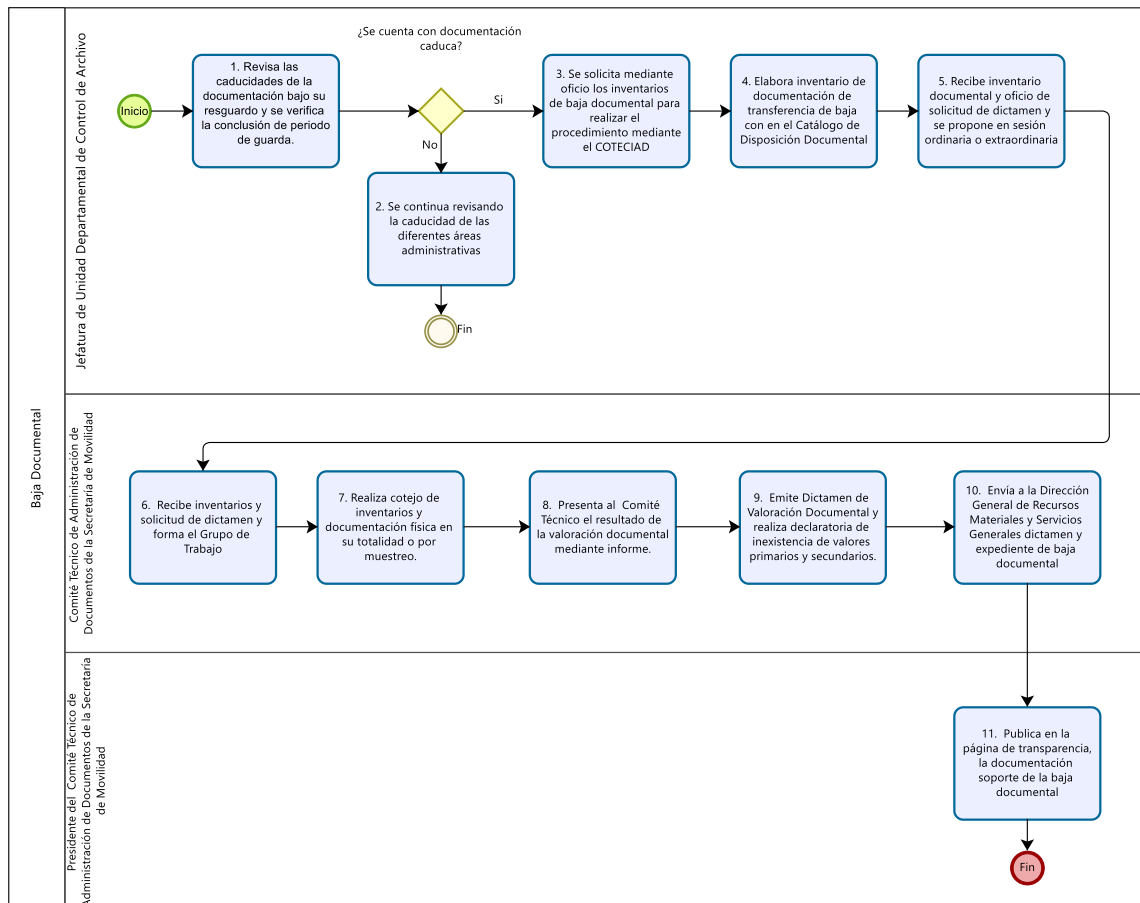 Baja Documental
Jefatura de Unidad Departamental de Control de Archivo
Inicio
1. Revisa las
caducidades de la
documentación bajo su
resguardo y se verifica
la conclusión de periodo
de guarda.
¿Se cuenta con documentación
caduca?
Si
No
2. Se continua revisando
la caducidad de las
diferentes áreas
administrativas
Fin
3. Se solicita mediante
oficio los inventarios
de baja documental para
realizar el
procedimiento mediante
el COTECIAD
4. Elabora inventario de
documentación de
transferencia de baja
con en el Catálogo de
Disposición Documental
5. Recibe inventario
documental y oficio de
solicitud de dictamen y
se propone en sesión
ordinaria o extraordinaria
Comité Técnico de Administración de
Documentos de la Secretaría de Movilidad
6. Recibe inventarios y
solicitud de dictamen y
forma el Grupo de
Trabajo
7. Realiza cotejo de
inventarios y
documentación física en
su totalidad o por
muestreo.
8. Presenta al Comité
Técnico el resultado de
la valoración documental
mediante informe.
9. Emite Dictamen de
Valoración Documental y
realiza declaratoria de
inexistencia de valores
primarios y secundarios.
10. Envía a la Dirección
General de Recursos
Materiales y Servicios
Generales dictamen y
expediente de baja
documental
Presidente del Comité Técnico de
Administración de Documentos de la Secretaría
de Movilidad
11. Publica en la
página de transparencia,
la documentación
soporte de la baja
documental
Fin